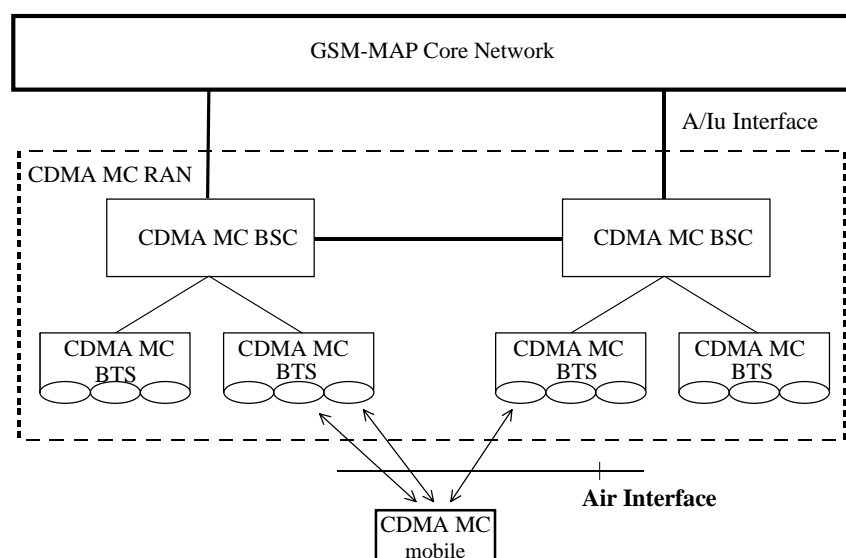 GSM-MAP Core Network
A/Iu Interface
CDMA MC RAN
CDMA MC BSC
CDMA MC BSC
CDMA MC
BTS
CDMA MC
BTS
CDMA MC
BTS
CDMA MC
BTS
Air Interface
CDMA MC
mobile